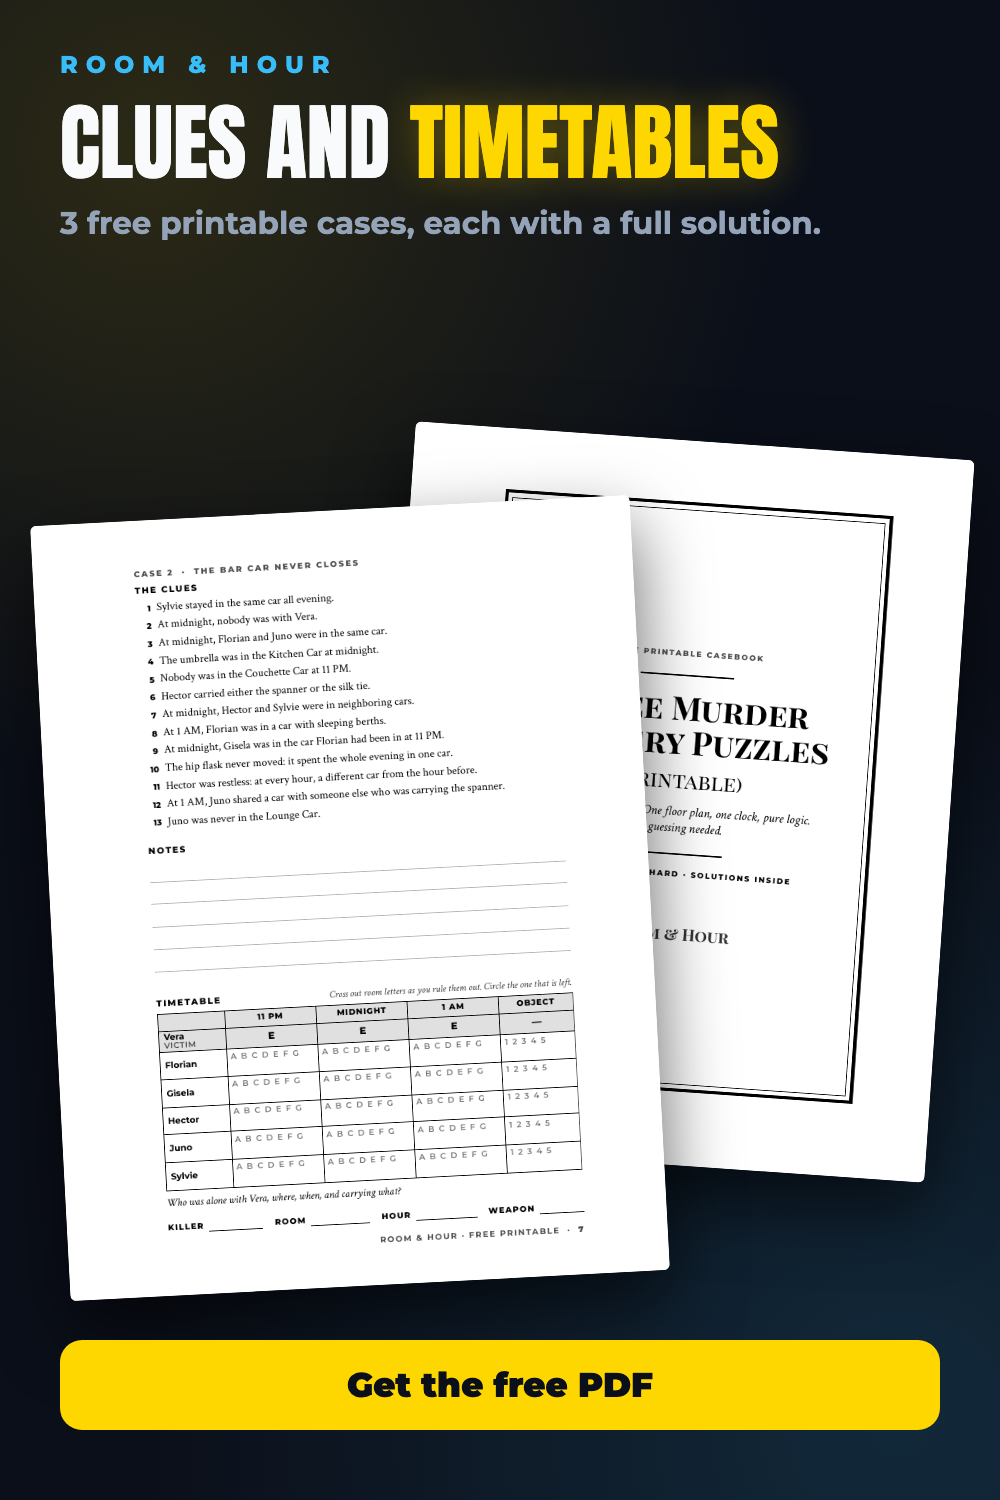 ROOM & HOUR
CLUES AND TIMETABLES
3 free printable cases, each with a full solution.
PRINTABLE CASEBOOK
MURDER
PUZZLES
One floor plan, one clock, pure logic.
guessing needed.
HARD · SOLUTIONS INSIDE
& HOUR
CASE 2 · THE BAR CAR NEVER CLOSES
THE CLUES
1 Sylvie stayed in the same car all evening.
2 At midnight, nobody was with Vera.
3 At midnight, Florian and Juno were in the same car.
4 The umbrella was in the Kitchen Car at midnight.
5 Nobody was in the Couchette Car at 11 PM.
6 Hector carried either the spanner or the silk tie.
7 At midnight, Hector and Sylvie were in neighboring cars.
8 At 1 AM, Florian was in a car with sleeping berths.
9 At midnight, Gisela was in the car Florian had been in at 11 PM.
10 The hip flask never moved: it spent the whole evening in one car.
11 Hector was restless: at every hour, a different car from the hour before.
12 At 1 AM, Juno shared a car with someone else who was carrying the spanner.
13 Juno was never in the Lounge Car.
NOTES
TIMETABLE Cross out room letters as you rule them out. Circle the one that is left.
11 PM MIDNIGHT 1 AM OBJECT
Vera VICTIM E E E —
Florian A B C D E F G A B C D E F G A B C D E F G 1 2 3 4 5
Gisela A B C D E F G A B C D E F G A B C D E F G 1 2 3 4 5
Hector A B C D E F G A B C D E F G A B C D E F G 1 2 3 4 5
Juno A B C D E F G A B C D E F G A B C D E F G 1 2 3 4 5
Sylvie A B C D E F G A B C D E F G A B C D E F G 1 2 3 4 5
Who was alone with Vera, where, when, and carrying what?
KILLER ROOM HOUR WEAPON
ROOM & HOUR · FREE PRINTABLE · 7
Get the free PDF